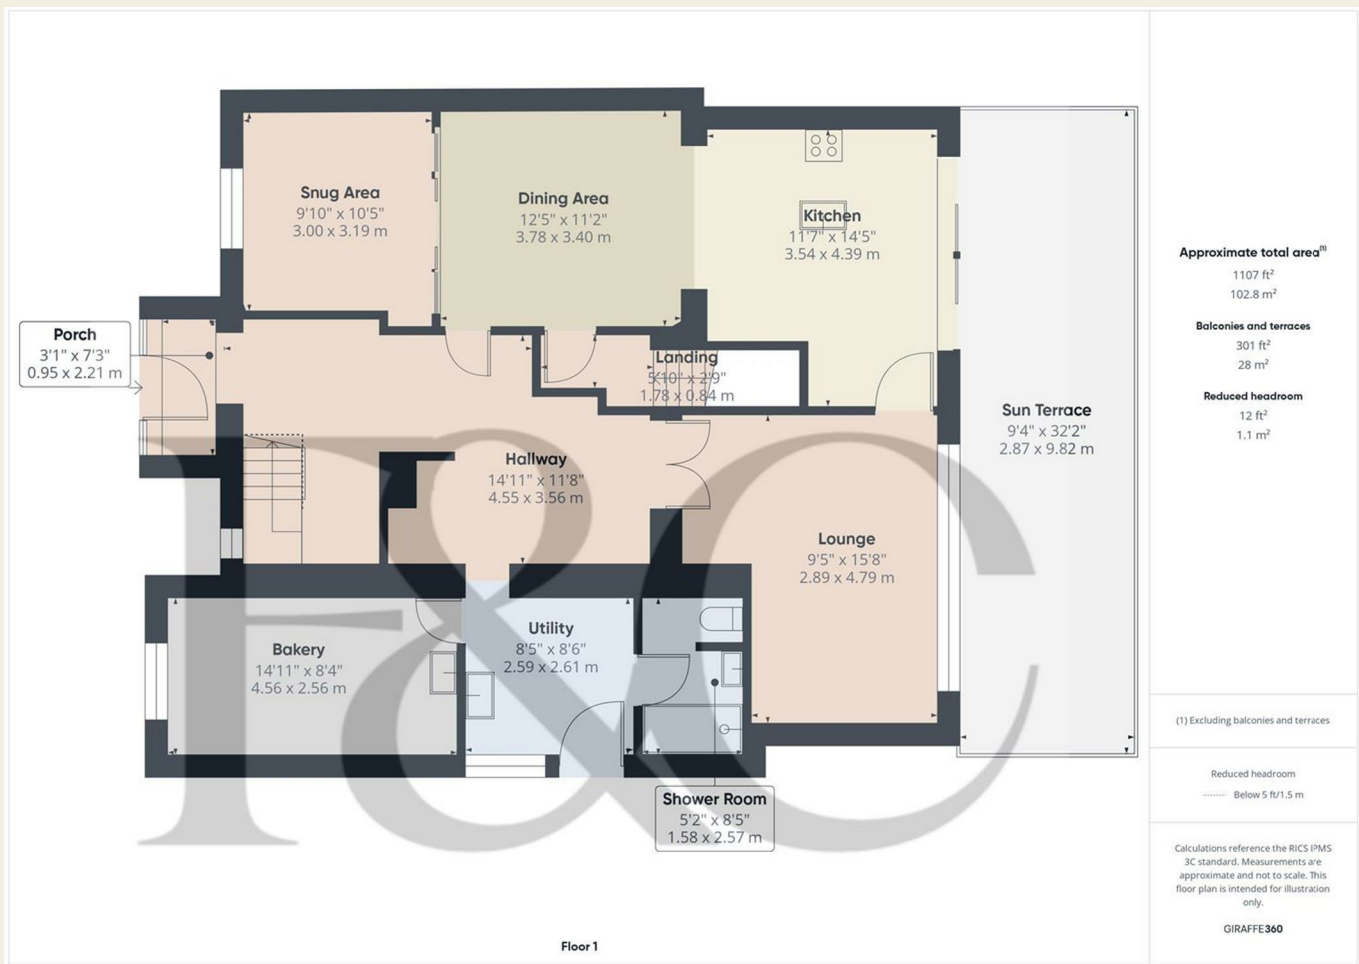 Snug Area
9'10" x 10'5"
3.00 x 3.19 m
Dining Area
12'5" x 11'2"
3.78 x 3.40 m
Kitchen
11'7" x 14'5"
3.54 x 4.39 m
Porch
3'1" x 7'3"
0.95 x 2.21 m
Landing
5'10" x 2'9"
1.78 x 0.84 m
Hallway
14'11" x 11'8"
4.55 x 3.56 m
Sun Terrace
9'4" x 32'2"
2.87 x 9.82 m
Lounge
9'5" x 15'8"
2.89 x 4.79 m
Bakery
14'11" x 8'4"
4.56 x 2.56 m
Utility
8'5" x 8'6"
2.59 x 2.61 m
Shower Room
5'2" x 8'5"
1.58 x 2.57 m
F&C
Floor 1
Approximate total area(1)
1107 ft²
102.8 m²
Balconies and terraces
301 ft²
28 m²
Reduced headroom
12 ft²
1.1 m²
(1) Excluding balconies and terraces
Reduced headroom
Below 5 ft/1.5 m
Calculations reference the RICS IPMS
3C standard. Measurements are
approximate and not to scale. This
floor plan is intended for illustration
only.
GIRAFFE360